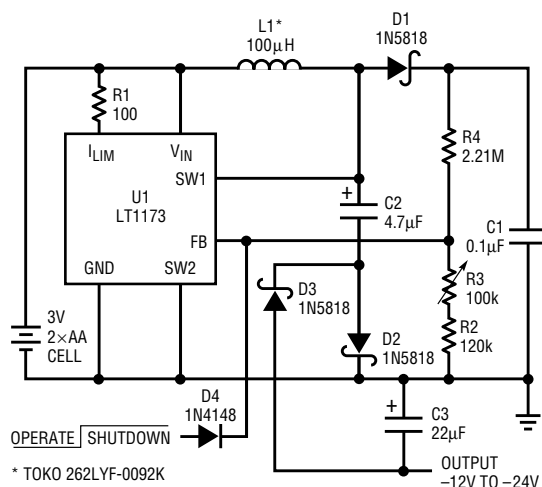 L1*
100µH
D1
1N5818
R1
100
I_LIM
V_IN
R4
2.21M
SW1
U1
LT1173
+
C2
4.7µF
C1
0.1µF
FB
GND
SW2
D3
1N5818
R3
100k
3V
2×AA
CELL
D2
1N5818
R2
120k
D4
1N4148
OPERATE SHUTDOWN
+
C3
22µF
* TOKO 262LYF-0092K
OUTPUT
–12V TO –24V